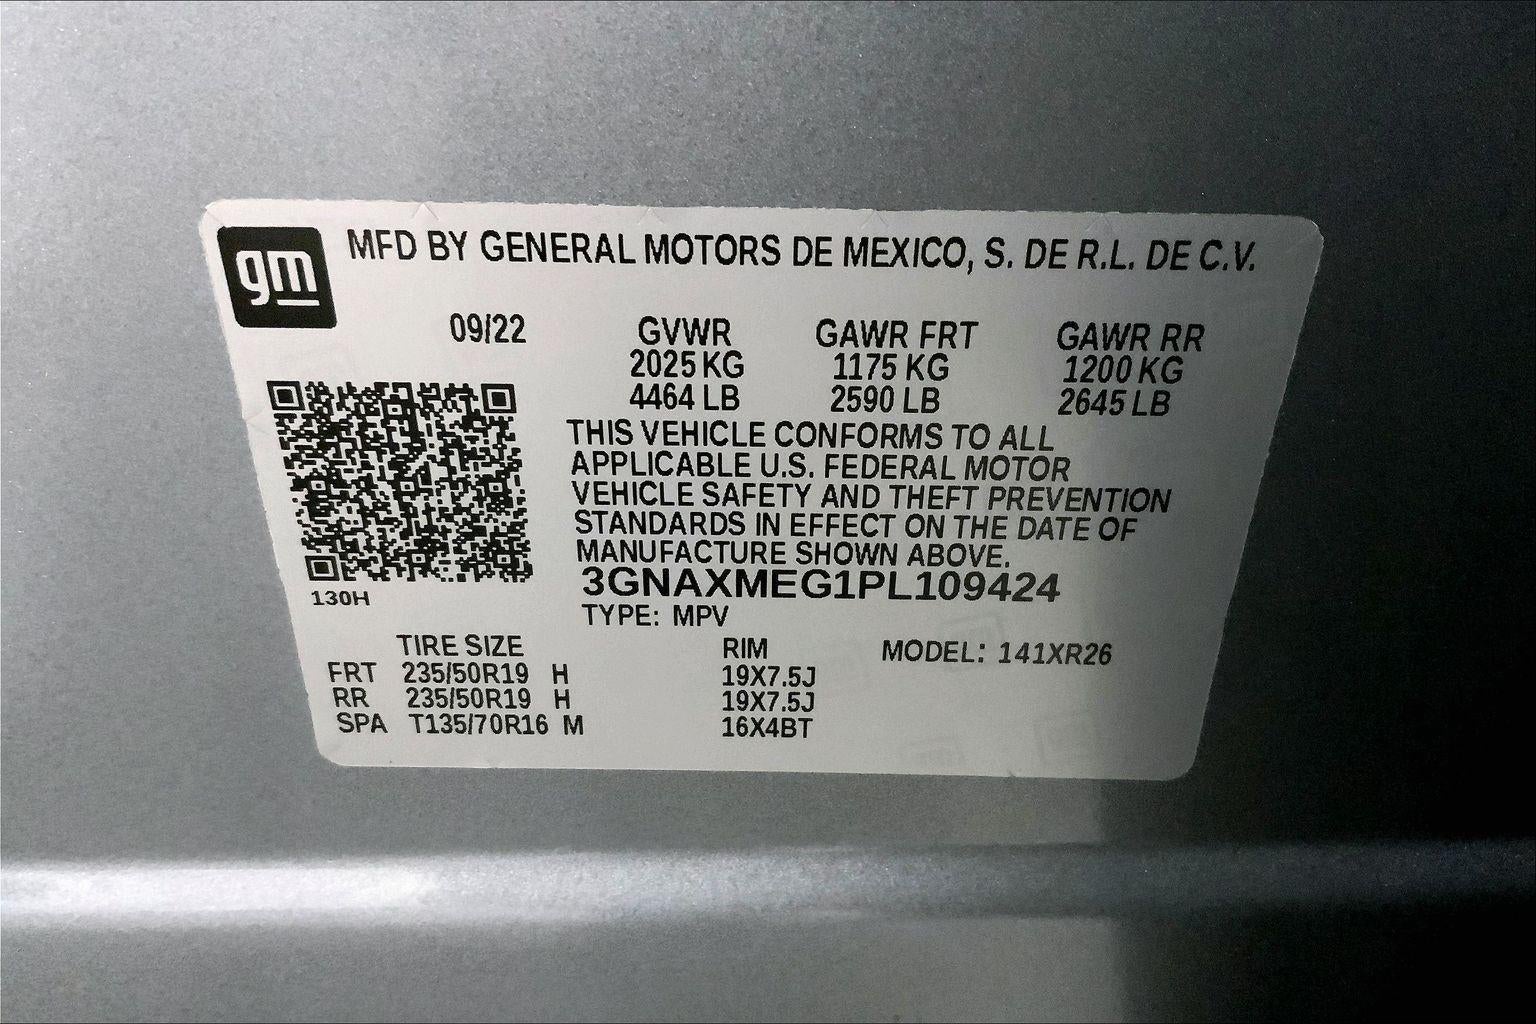 gm
MFD BY GENERAL MOTORS DE MEXICO, S. DE R.L. DE C.V.
09/22 GVWR GAWR FRT GAWR RR
2025 KG 1175 KG 1200 KG
4464 LB 2590 LB 2645 LB
THIS VEHICLE CONFORMS TO ALL
APPLICABLE U.S. FEDERAL MOTOR
VEHICLE SAFETY AND THEFT PREVENTION
STANDARDS IN EFFECT ON THE DATE OF
MANUFACTURE SHOWN ABOVE.
3GNAXMEG1PL109424
130H
TYPE: MPV
TIRE SIZE RIM MODEL: 141XR26
FRT 235/50R19 H 19X7.5J
RR 235/50R19 H 19X7.5J
SPA T135/70R16 M 16X4BT